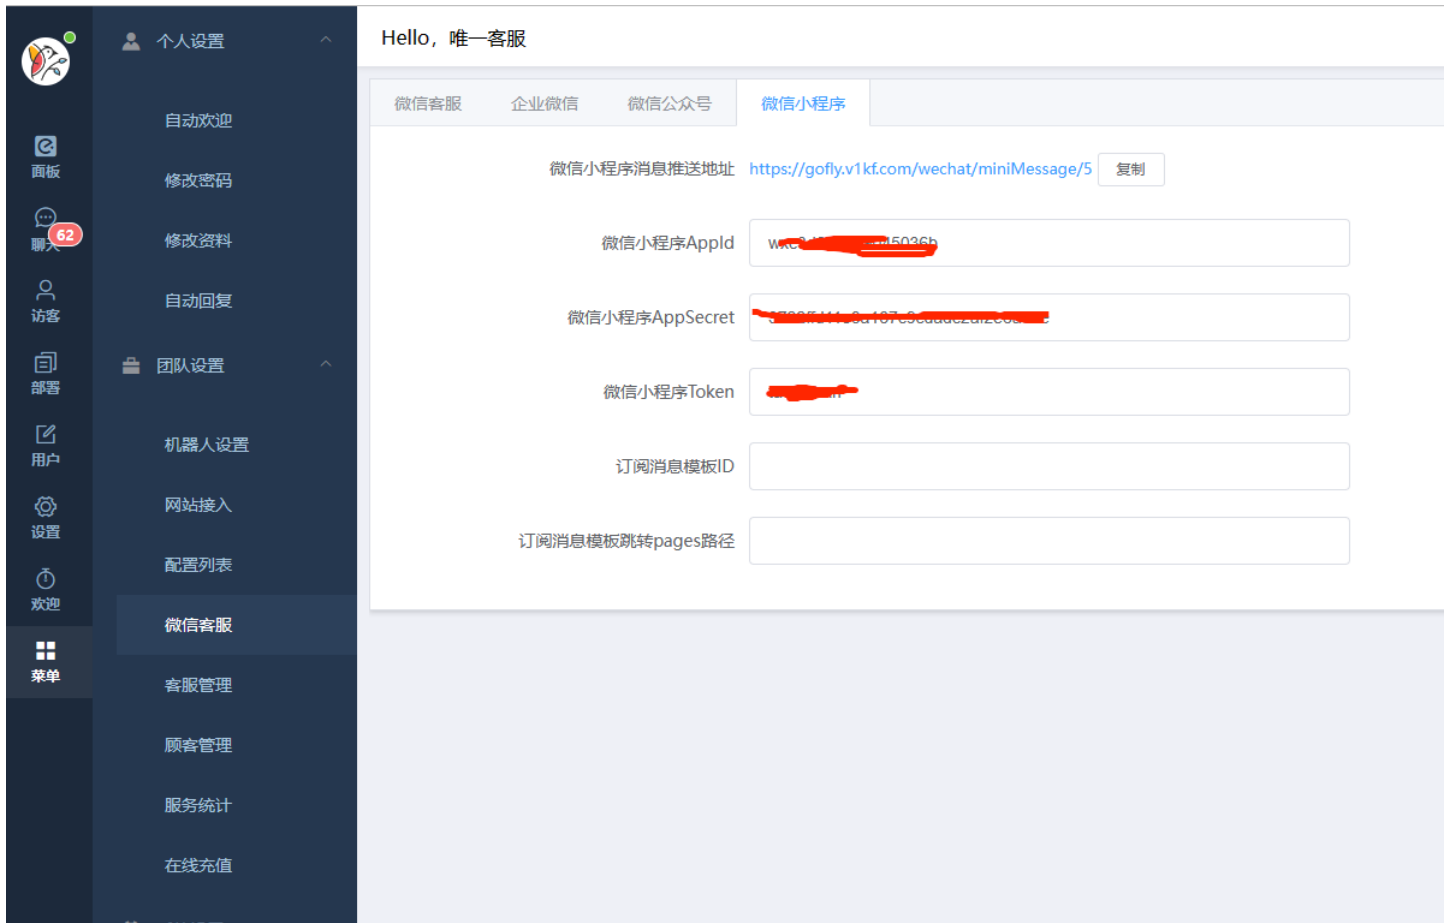 个人设置
自动欢迎
修改密码
修改资料
自动回复
团队设置
机器人设置
网站接入
配置列表
微信客服
客服管理
顾客管理
服务统计
在线充值
面板
聊天
62
访客
部署
用户
设置
欢迎
菜单
Hello，唯一客服
微信客服 企业微信 微信公众号 微信小程序
微信小程序消息推送地址 https://gofly.v1kf.com/wechat/miniMessage/5 复制
微信小程序AppId
微信小程序AppSecret
微信小程序Token
订阅消息模板ID
订阅消息模板跳转pages路径